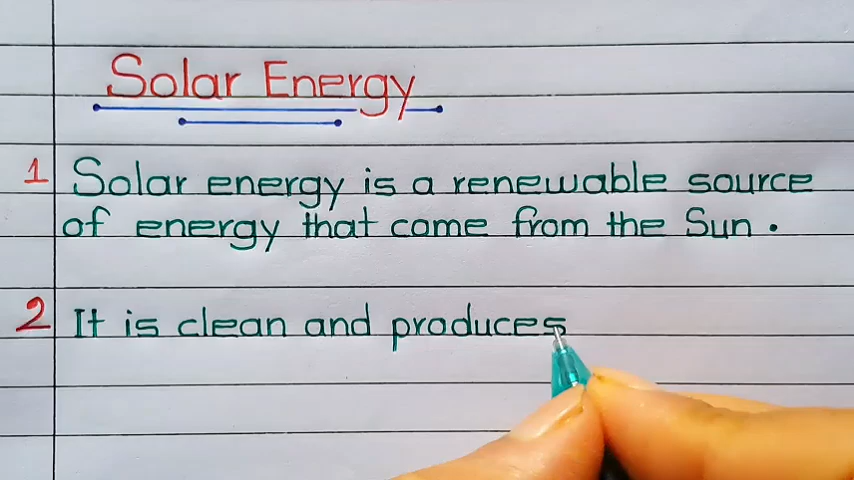 Solar Energy
1 Solar energy is a renewable source
of energy that come from the Sun.
2 It is clean and produces